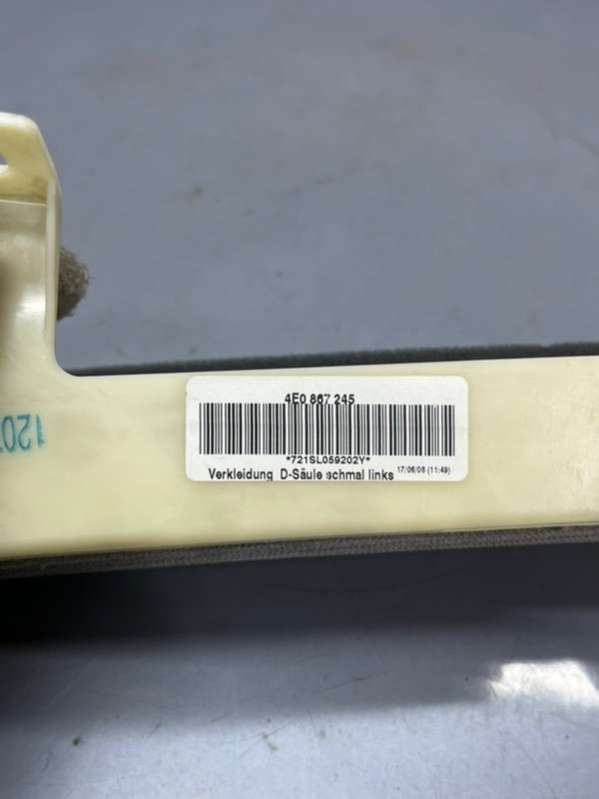 4E0 867 245
*721SL059202Y*
Verkleidung D-Säule schmal links 17/06/08 (11:49)
120